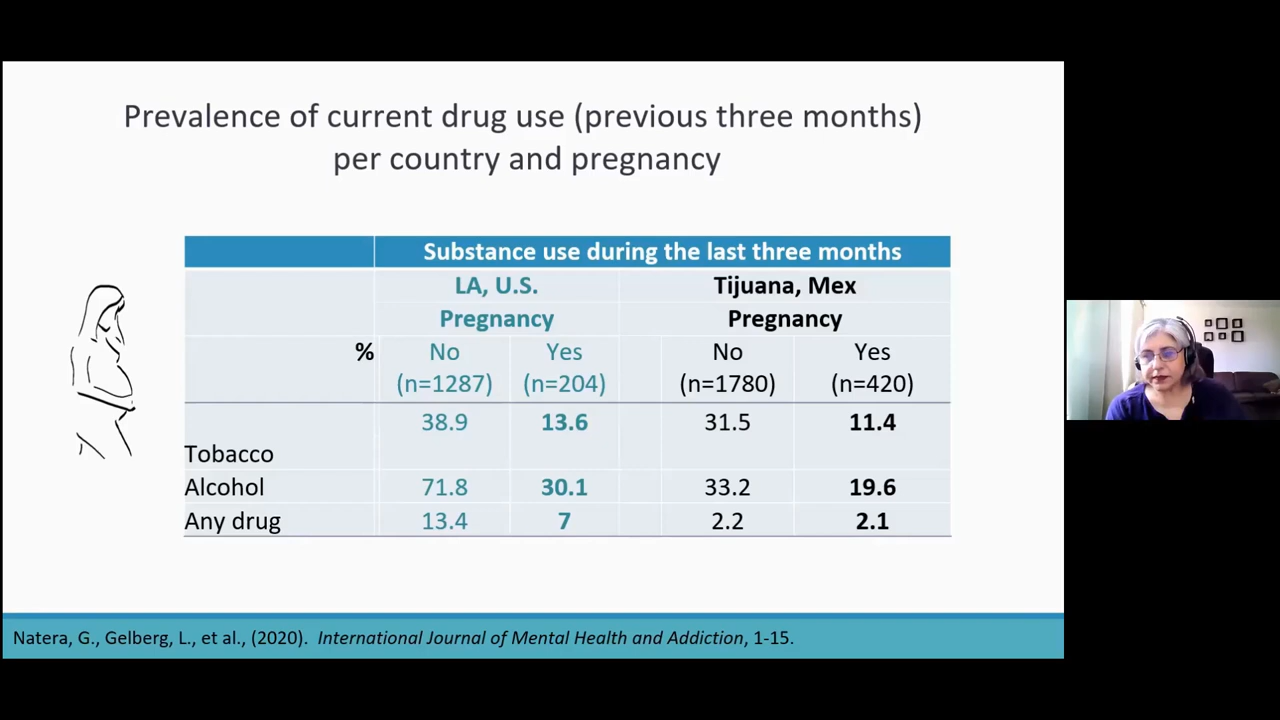 Prevalence of current drug use (previous three months)
per country and pregnancy
Substance use during the last three months
LA, U.S. Tijuana, Mex
Pregnancy Pregnancy
% No Yes No Yes
(n=1287) (n=204) (n=1780) (n=420)
38.9 13.6 31.5 11.4
Tobacco
Alcohol 71.8 30.1 33.2 19.6
Any drug 13.4 7 2.2 2.1
Natera, G., Gelberg, L., et al., (2020). International Journal of Mental Health and Addiction, 1-15.